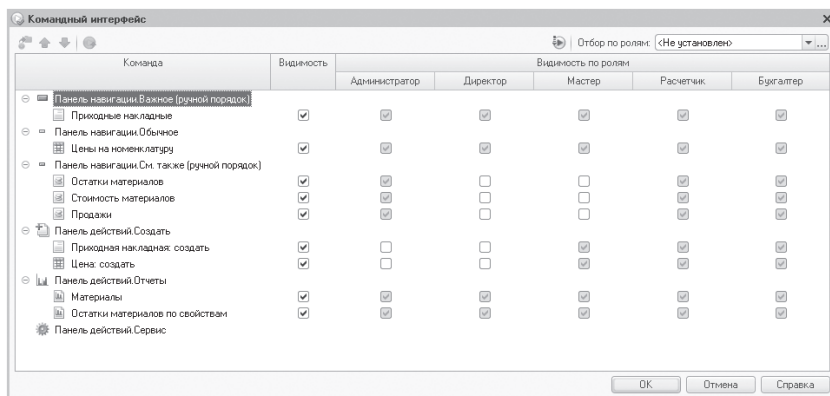 Командный интерфейс
Отбор по ролям: <Не установлен>
Команда Видимость Видимость по ролям
Администратор Директор Мастер Расчетчик Бухгалтер
Панель навигации.Важное (ручной порядок)
Приходные накладные
Панель навигации.Обычное
Цены на номенклатуру
Панель навигации.См. также (ручной порядок)
Остатки материалов
Стоимость материалов
Продажи
Панель действий.Создать
Приходная накладная: создать
Цена: создать
Панель действий.Отчеты
Материалы
Остатки материалов по свойствам
Панель действий.Сервис
OK Отмена Справка